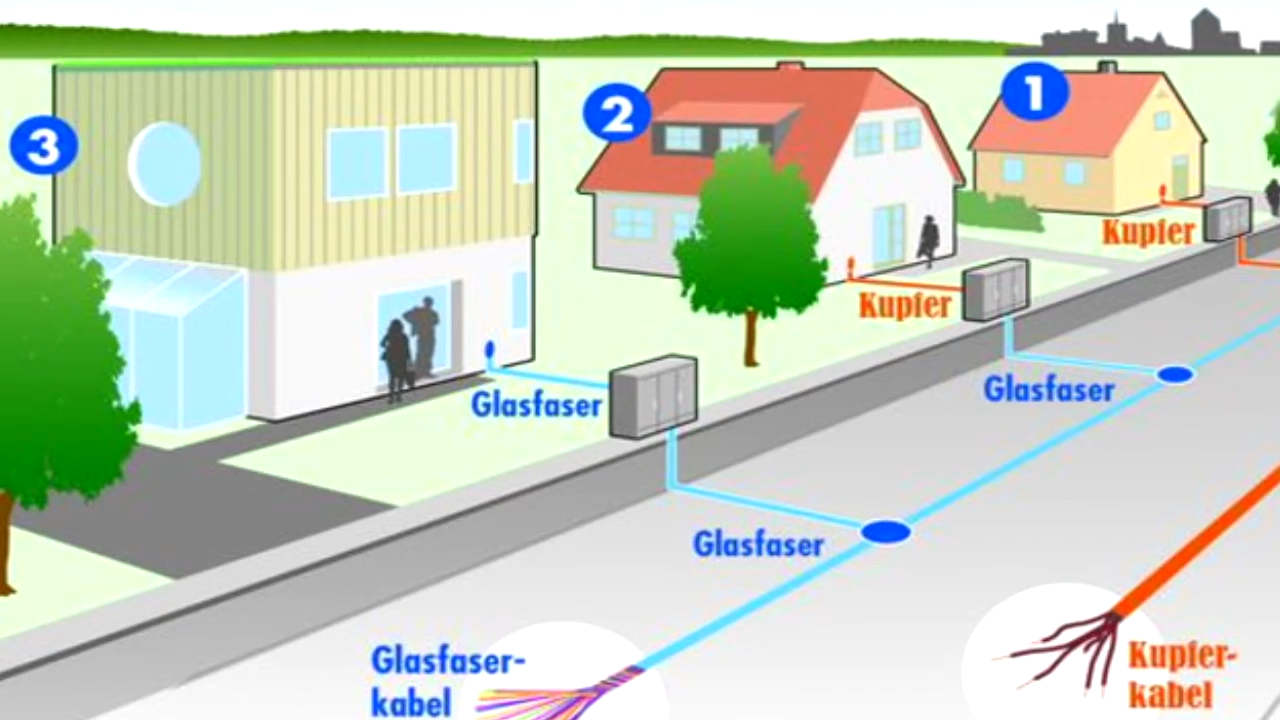 1
2
3
Kupfer
Kupfer
Glasfaser
Glasfaser
Glasfaser
Glasfaser-
kabel
Kupfer-
kabel